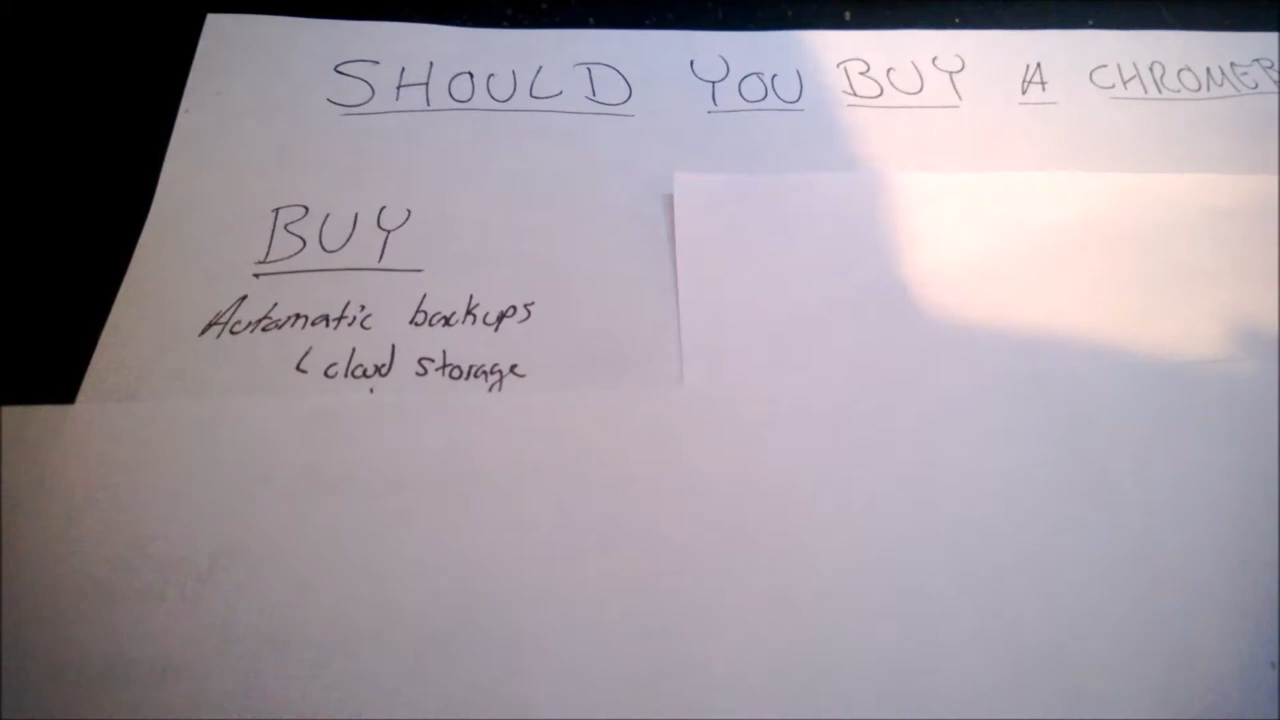 SHOULD YOU BUY A CHROMEB
BUY
Automatic backups
< cloud storage